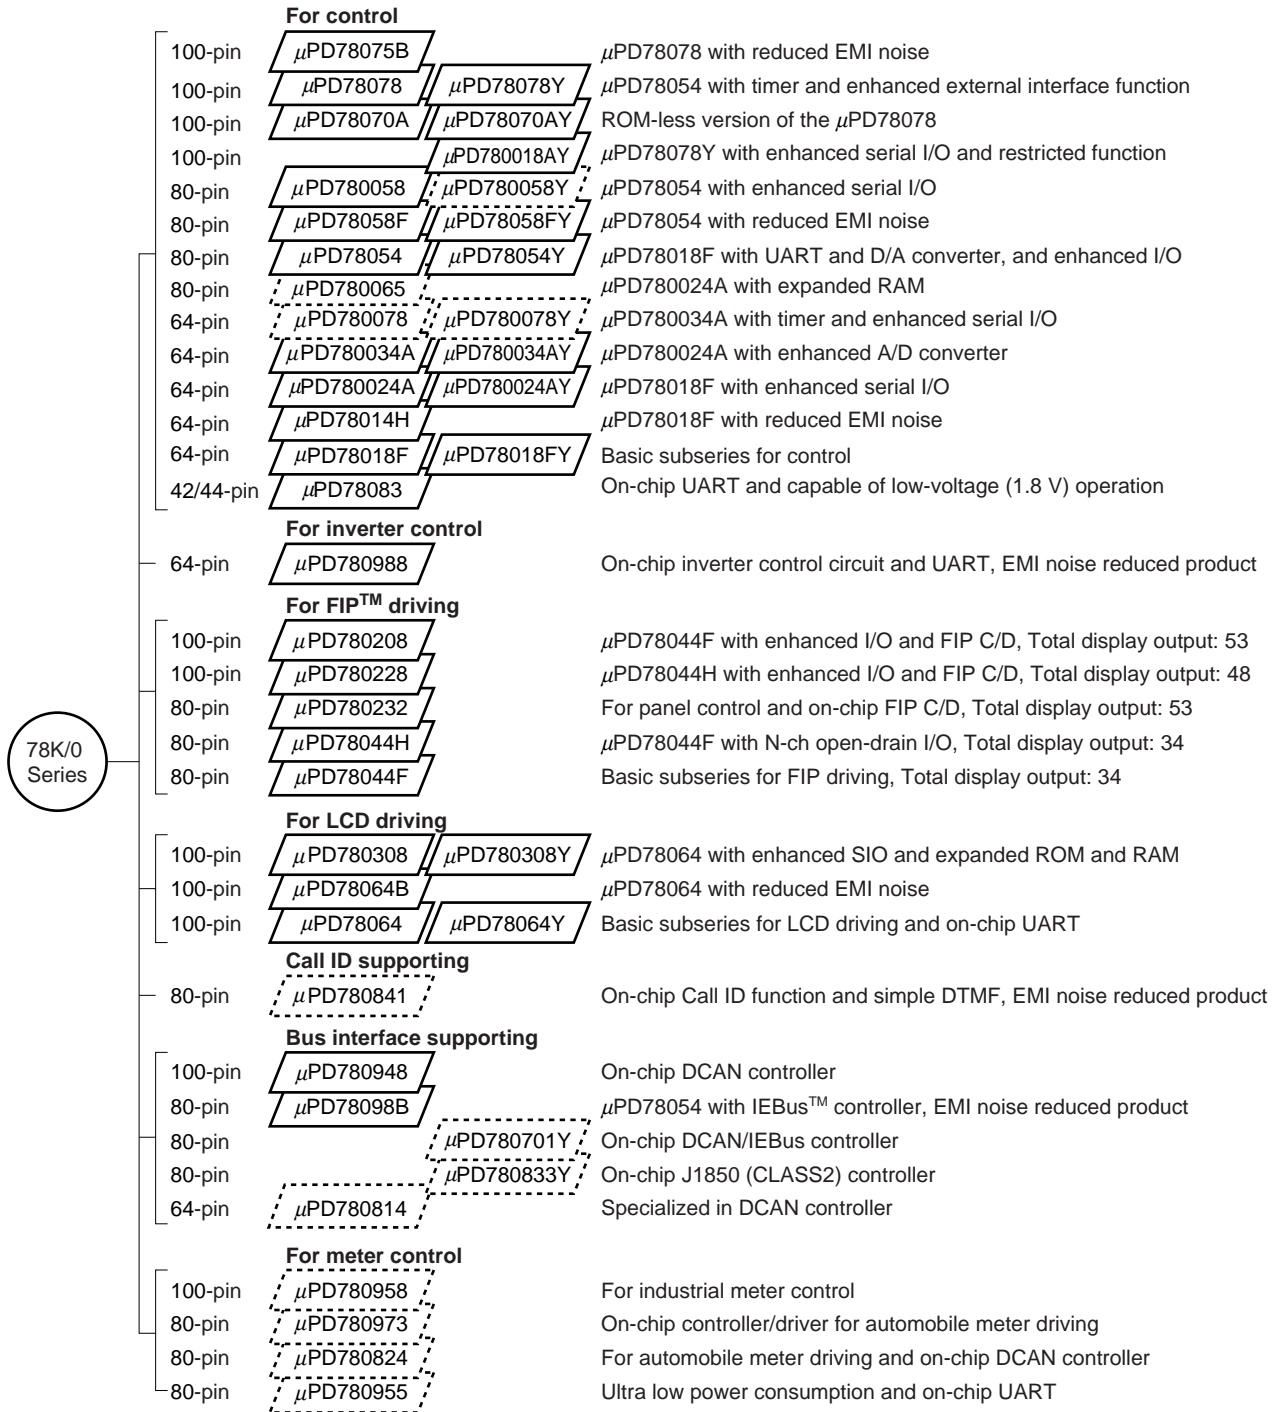 For control
100-pin μPD78075B μPD78078 with reduced EMI noise
100-pin μPD78078 μPD78078Y μPD78054 with timer and enhanced external interface function
100-pin μPD78070A μPD78070AY ROM-less version of the μPD78078
100-pin μPD780018AY μPD78078Y with enhanced serial I/O and restricted function
80-pin μPD780058 μPD780058Y μPD78054 with enhanced serial I/O
80-pin μPD78058F μPD78058FY μPD78054 with reduced EMI noise
80-pin μPD78054 μPD78054Y μPD78018F with UART and D/A converter, and enhanced I/O
80-pin μPD780065 μPD780024A with expanded RAM
64-pin μPD780078 μPD780078Y μPD780034A with timer and enhanced serial I/O
64-pin μPD780034A μPD780034AY μPD780024A with enhanced A/D converter
64-pin μPD780024A μPD780024AY μPD78018F with enhanced serial I/O
64-pin μPD78014H μPD78018F with reduced EMI noise
64-pin μPD78018F μPD78018FY Basic subseries for control
42/44-pin μPD78083 On-chip UART and capable of low-voltage (1.8 V) operation
For inverter control
64-pin μPD780988 On-chip inverter control circuit and UART, EMI noise reduced product
For FIP™ driving
100-pin μPD780208 μPD78044F with enhanced I/O and FIP C/D, Total display output: 53
100-pin μPD780228 μPD78044H with enhanced I/O and FIP C/D, Total display output: 48
80-pin μPD780232 For panel control and on-chip FIP C/D, Total display output: 53
80-pin μPD78044H μPD78044F with N-ch open-drain I/O, Total display output: 34
80-pin μPD78044F Basic subseries for FIP driving, Total display output: 34
78K/0
Series
For LCD driving
100-pin μPD780308 μPD780308Y μPD78064 with enhanced SIO and expanded ROM and RAM
100-pin μPD78064B μPD78064 with reduced EMI noise
100-pin μPD78064 μPD78064Y Basic subseries for LCD driving and on-chip UART
Call ID supporting
80-pin μPD780841 On-chip Call ID function and simple DTMF, EMI noise reduced product
Bus interface supporting
100-pin μPD780948 On-chip DCAN controller
80-pin μPD78098B μPD78054 with IEBus™ controller, EMI noise reduced product
80-pin μPD780701Y On-chip DCAN/IEBus controller
80-pin μPD780833Y On-chip J1850 (CLASS2) controller
64-pin μPD780814 Specialized in DCAN controller
For meter control
100-pin μPD780958 For industrial meter control
80-pin μPD780973 On-chip controller/driver for automobile meter driving
80-pin μPD780824 For automobile meter driving and on-chip DCAN controller
80-pin μPD780955 Ultra low power consumption and on-chip UART